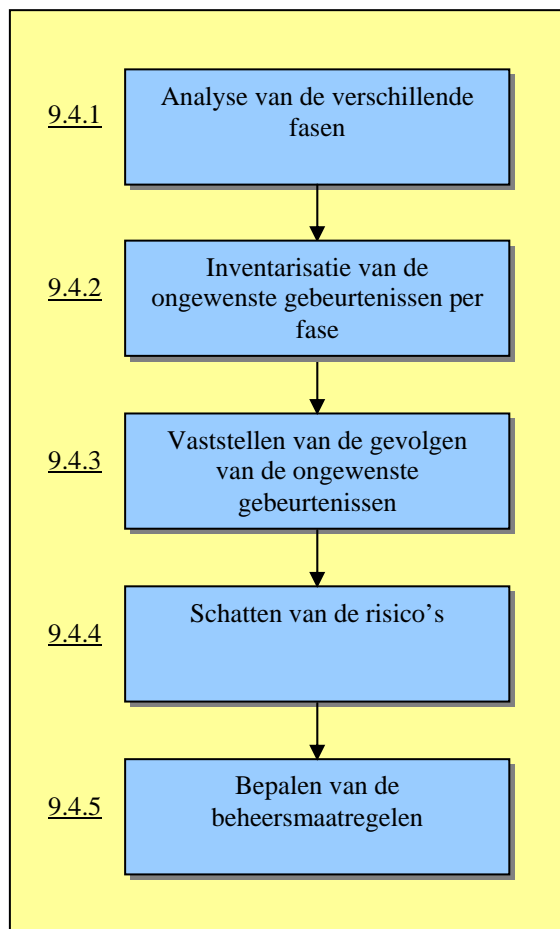 9.4.1
Analyse van de verschillende
fasen
9.4.2
Inventarisatie van de
ongewenste gebeurtenissen per
fase
9.4.3
Vaststellen van de gevolgen
van de ongewenste
gebeurtenissen
9.4.4
Schatten van de risico's
9.4.5
Bepalen van de
beheersmaatregelen